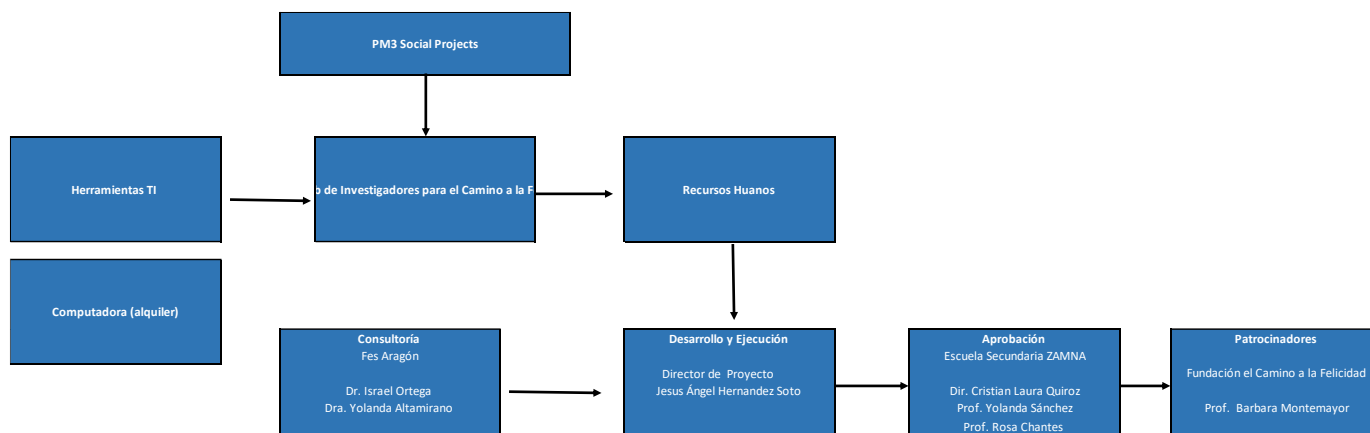 PM3 Social Projects
Herramientas TI
de Investigadores para el Camino a la F
Recursos Huanos
Computadora (alquiler)
Consultoría
Fes Aragón
Dr. Israel Ortega
Dra. Yolanda Altamirano
Desarrollo y Ejecución
Director de Proyecto
Jesus Ángel Hernandez Soto
Aprobación
Escuela Secundaria ZAMNA
Dir. Cristian Laura Quiroz
Prof. Yolanda Sánchez
Prof. Rosa Chantes
Patrocinadores
Fundación el Camino a la Felicidad
Prof. Barbara Montemayor